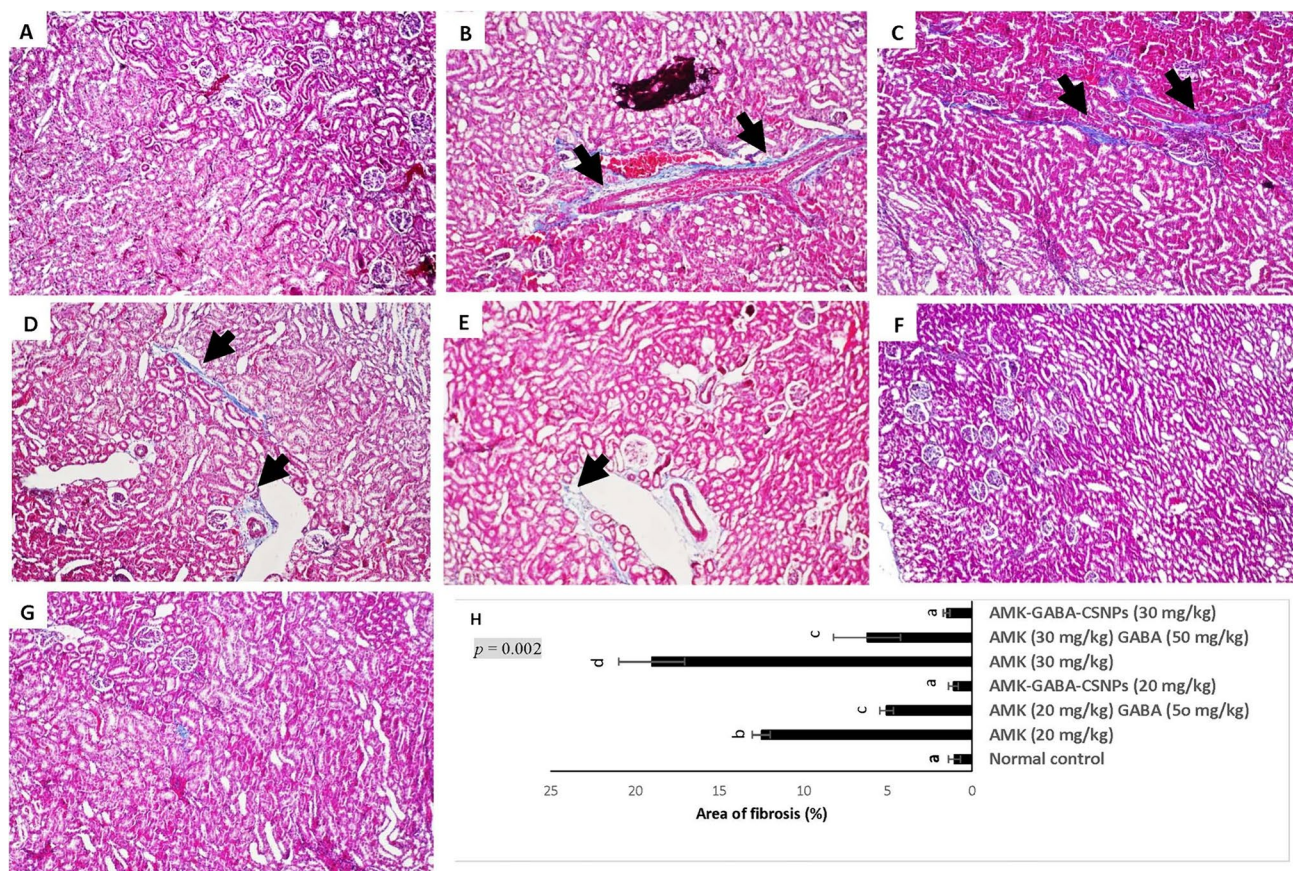 A
B
C
D
E
F
G
H
p = 0.002
a
AMK-GABA-CSNPs (30 mg/kg)
c
AMK (30 mg/kg) GABA (50 mg/kg)
d
AMK (30 mg/kg)
a
AMK-GABA-CSNPs (20 mg/kg)
c
AMK (20 mg/kg) GABA (5o mg/kg)
b
AMK (20 mg/kg)
a
Normal control
25 20 15 10 5 0
Area of fibrosis (%)